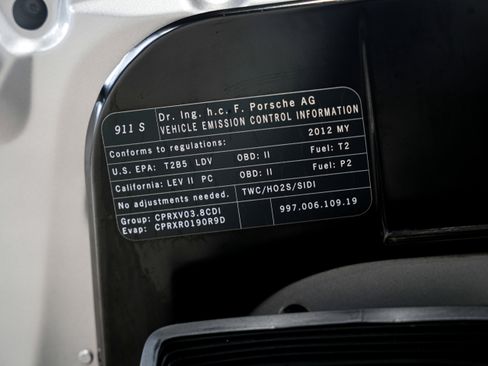 911 S
Dr. Ing. h.c. F. Porsche AG
VEHICLE EMISSION CONTROL INFORMATION
Conforms to regulations: 2012 MY
U.S. EPA: T2B5 LDV OBD: II Fuel: T2
California: LEV II PC OBD: II Fuel: P2
No adjustments needed. TWC/HO2S/SIDI
Group: CPRXV03.8CDI
Evap: CPRXR0190R9D
997.006.109.19